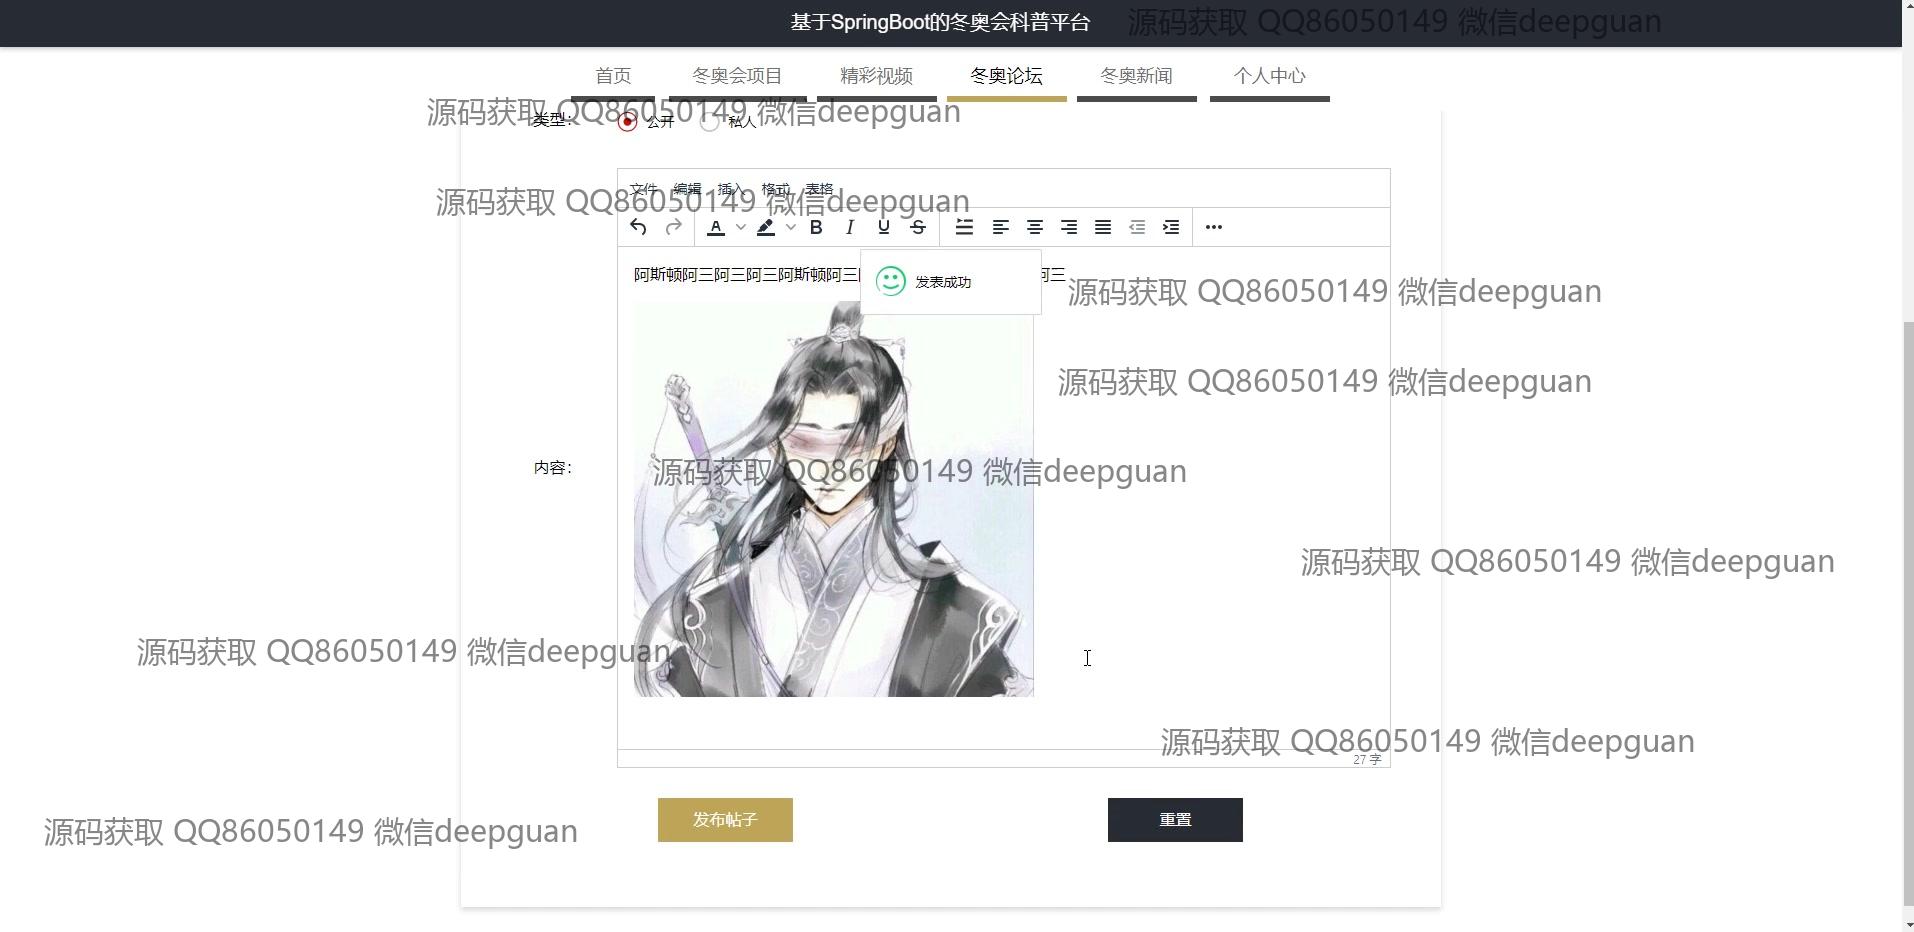 基于SpringBoot的冬奥会科普平台
源码获取 QQ86050149 微信deepguan
首页 冬奥会项目 精彩视频 冬奥论坛 冬奥新闻 个人中心
源码获取 QQ86050149 微信deepguan
类型： 公开 私人
文件 编辑 插入 格式 表格
源码获取 QQ86050149 微信deepguan
阿斯顿阿三阿三阿三阿斯顿阿三
阿三
发表成功
源码获取 QQ86050149 微信deepguan
源码获取 QQ86050149 微信deepguan
内容：
源码获取 QQ86050149 微信deepguan
源码获取 QQ86050149 微信deepguan
源码获取 QQ86050149 微信deepguan
源码获取 QQ86050149 微信deepguan
27 字
发布帖子 重置
源码获取 QQ86050149 微信deepguan